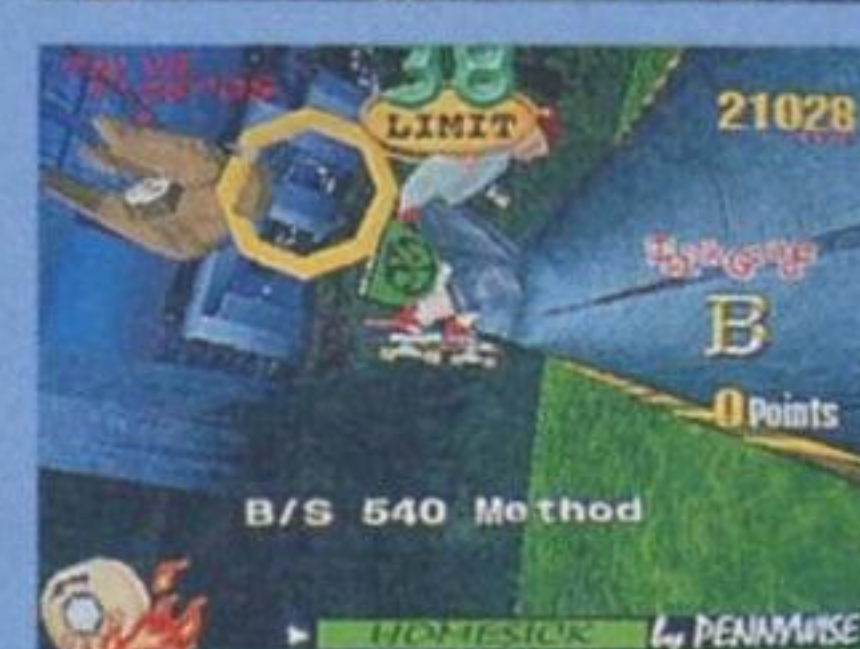 38
LIMIT
21028
B
0 Points
B/S 540 Method
HOMESICK by PENNYWISE